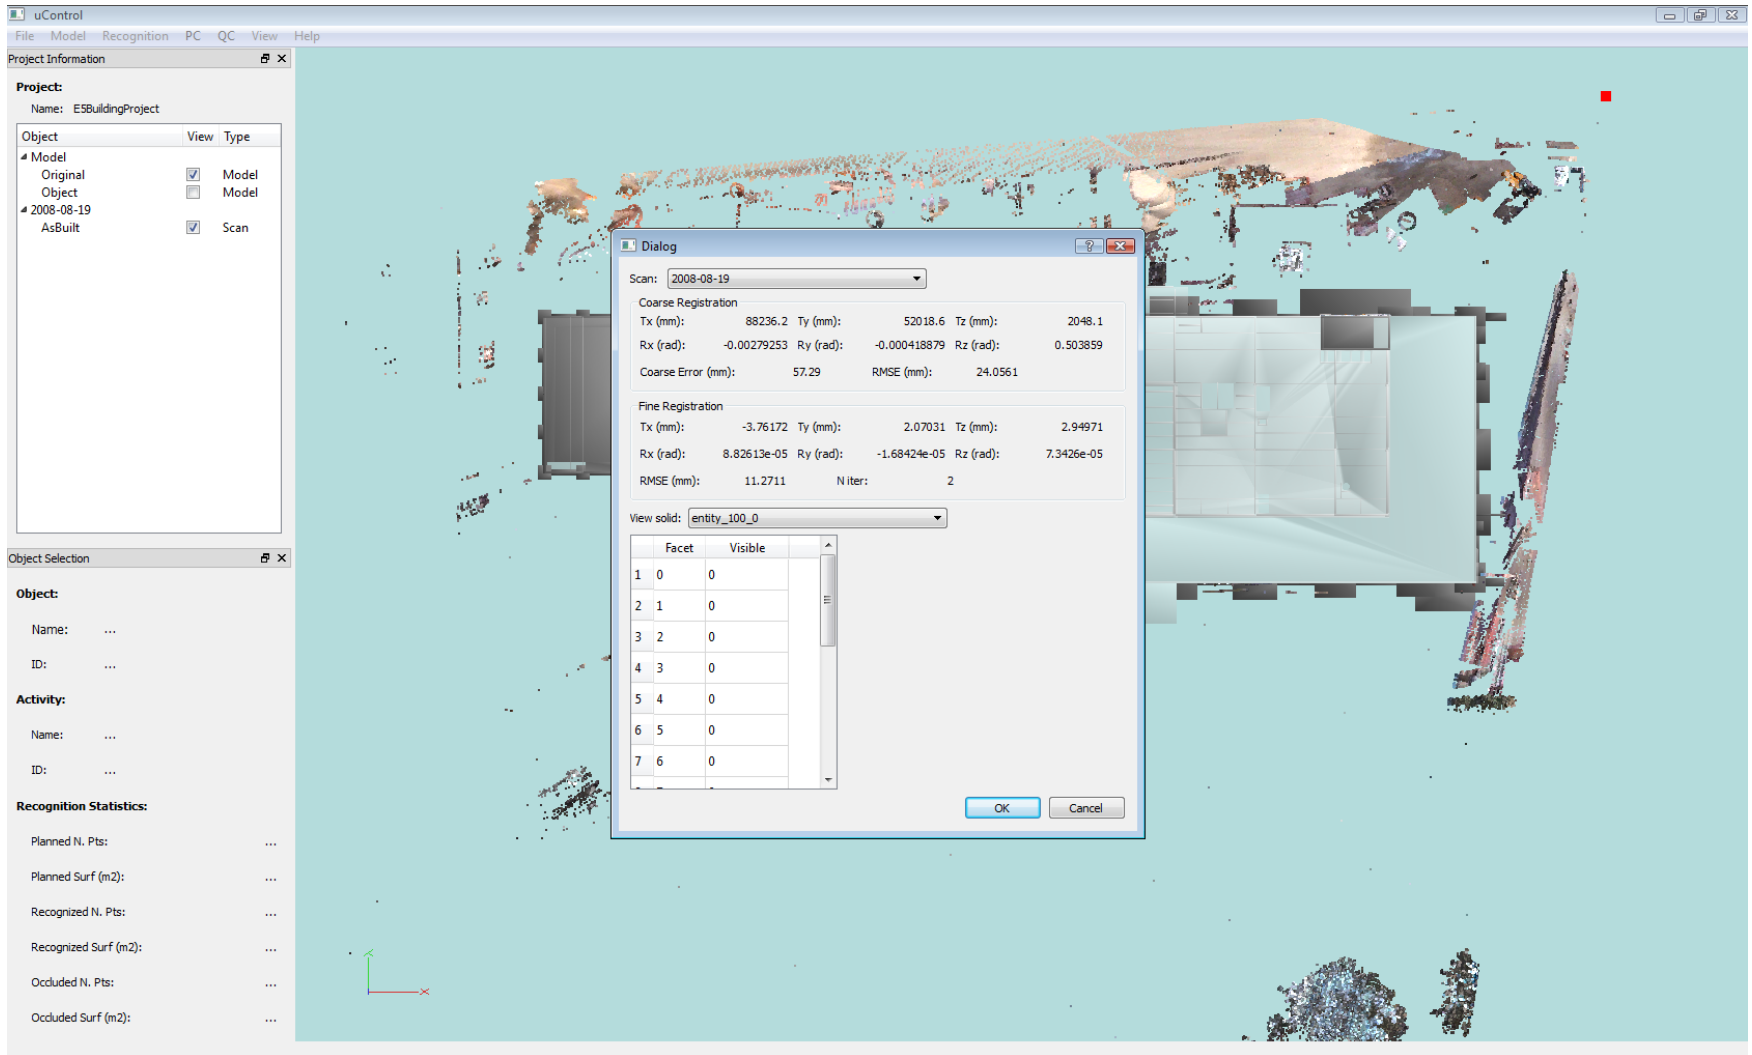 uControl
File Model Recognition PC QC View Help
Project Information
Project:
Name: E5BuildingProject
Object View Type
Model
Original Model
Object Model
2008-08-19
AsBuilt Scan
Object Selection
Object:
Name: ...
ID: ...
Activity:
Name: ...
ID: ...
Recognition Statistics:
Planned N. Pts: ...
Planned Surf (m2): ...
Recognized N. Pts: ...
Recognized Surf (m2): ...
Occluded N. Pts: ...
Occluded Surf (m2): ...
Dialog
Scan: 2008-08-19
Coarse Registration
Tx (mm): 88236.2 Ty (mm): 52018.6 Tz (mm): 2048.1
Rx (rad): -0.00279253 Ry (rad): -0.000418879 Rz (rad): 0.503859
Coarse Error (mm): 57.29 RMSE (mm): 24.0561
Fine Registration
Tx (mm): -3.76172 Ty (mm): 2.07031 Tz (mm): 2.94971
Rx (rad): 8.82613e-05 Ry (rad): -1.68424e-05 Rz (rad): 7.3426e-05
RMSE (mm): 11.2711 N iter: 2
View solid: entity_100_0
Facet Visible
1 0 0
2 1 0
3 2 0
4 3 0
5 4 0
6 5 0
7 6 0
OK Cancel
Y
X